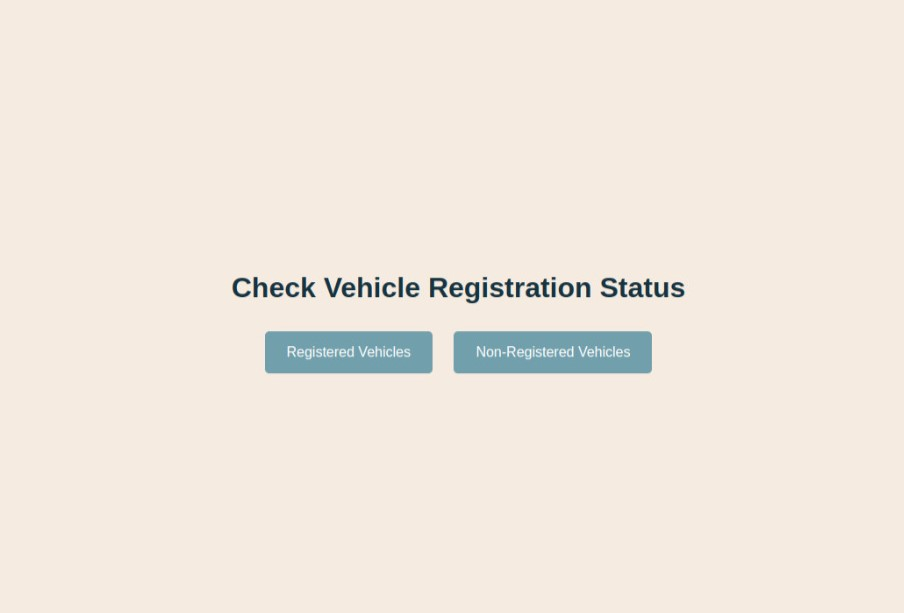 Check Vehicle Registration Status
Registered Vehicles
Non-Registered Vehicles